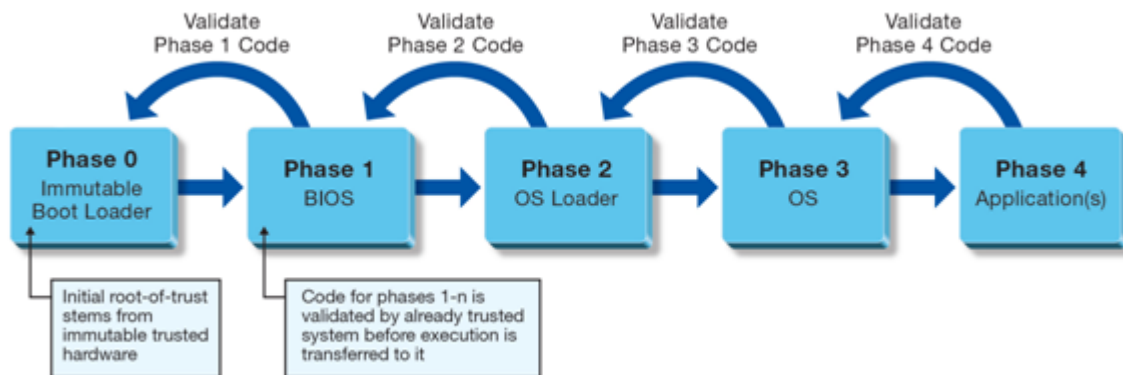 Validate
Phase 1 Code
Validate
Phase 2 Code
Validate
Phase 3 Code
Validate
Phase 4 Code
Phase 0
Immutable
Boot Loader
Phase 1
BIOS
Phase 2
OS Loader
Phase 3
OS
Phase 4
Application(s)
Initial root-of-trust
stems from
immutable trusted
hardware
Code for phases 1-n is
validated by already trusted
system before execution is
transferred to it